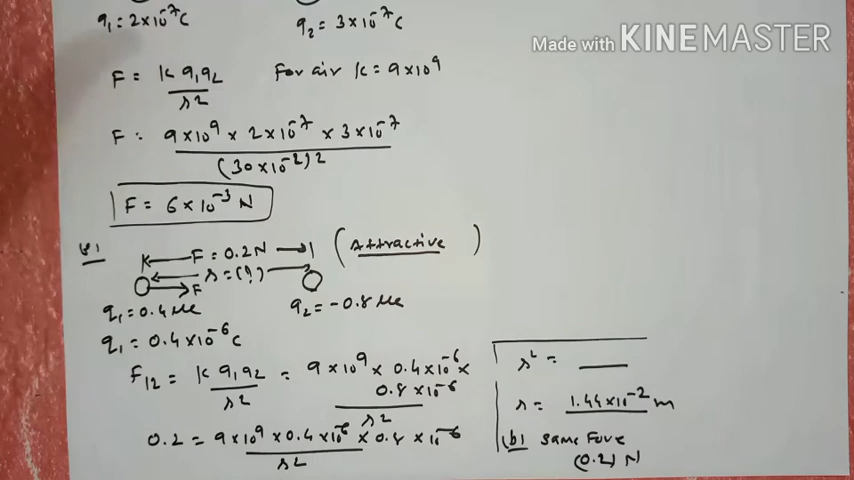 q₁ = 2×10⁻⁷C q₂ = 3×10⁻⁷C
Made with KINEMASTER
F = k q₁q₂ / r² For air k = 9×10⁹
F = 9×10⁹ × 2×10⁻⁷ × 3×10⁻⁷ / (30×10⁻²)²
F = 6×10⁻³ N
F = 0.2N (Attractive)
r = (?)
F
q₁ = 0.4 μc q₂ = -0.8 μc
q₁ = 0.4×10⁻⁶ C
F₁₂ = k q₁q₂ / r² = 9×10⁹ × 0.4×10⁻⁶ × 0.8×10⁻⁶ / r²
0.2 = 9×10⁹ × 0.4×10⁻⁶ × 0.8×10⁻⁶ / r²
r² = ____
r = 1.44×10⁻² m
(b) Same Force
(0.2) N